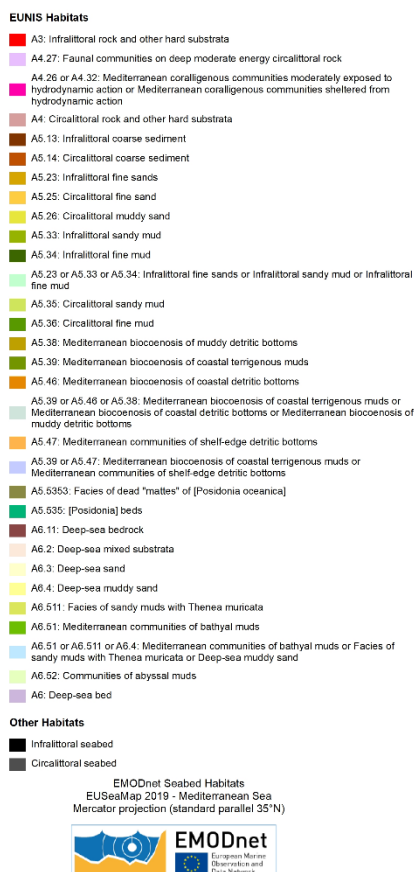 EUNIS Habitats
A3: Infralittoral rock and other hard substrata
A4.27: Faunal communities on deep moderate energy circalittoral rock
A4.26 or A4.32: Mediterranean coralligenous communities moderately exposed to
hydrodynamic action or Mediterranean coralligenous communities sheltered from
hydrodynamic action
A4: Circalittoral rock and other hard substrata
A5.13: Infralittoral coarse sediment
A5.14: Circalittoral coarse sediment
A5.23: Infralittoral fine sands
A5.25: Circalittoral fine sand
A5.26: Circalittoral muddy sand
A5.33: Infralittoral sandy mud
A5.34: Infralittoral fine mud
A5.23 or A5.33 or A5.34: Infralittoral fine sands or Infralittoral sandy mud or Infralittoral
fine mud
A5.35: Circalittoral sandy mud
A5.36: Circalittoral fine mud
A5.38: Mediterranean biocoenosis of muddy detritic bottoms
A5.39: Mediterranean biocoenosis of coastal terrigenous muds
A5.46: Mediterranean biocoenosis of coastal detritic bottoms
A5.39 or A5.46 or A5.38: Mediterranean biocoenosis of coastal terrigenous muds or
Mediterranean biocoenosis of coastal detritic bottoms or Mediterranean biocoenosis of
muddy detritic bottoms
A5.47: Mediterranean communities of shelf-edge detritic bottoms
A5.39 or A5.47: Mediterranean biocoenosis of coastal terrigenous muds or
Mediterranean communities of shelf-edge detritic bottoms
A5.5353: Facies of dead "mattes" of [Posidonia oceanica]
A5.535: [Posidonia] beds
A6.11: Deep-sea bedrock
A6.2: Deep-sea mixed substrata
A6.3: Deep-sea sand
A6.4: Deep-sea muddy sand
A6.511: Facies of sandy muds with Thenea muricata
A6.51: Mediterranean communities of bathyal muds
A6.51 or A6.511 or A6.4: Mediterranean communities of bathyal muds or Facies of
sandy muds with Thenea muricata or Deep-sea muddy sand
A6.52: Communities of abyssal muds
A6: Deep-sea bed
Other Habitats
Infralittoral seabed
Circalittoral seabed
EMODnet Seabed Habitats
EUSeaMap 2019 - Mediterranean Sea
Mercator projection (standard parallel 35°N)
EMODnet
European Marine
Observation and
Data Network